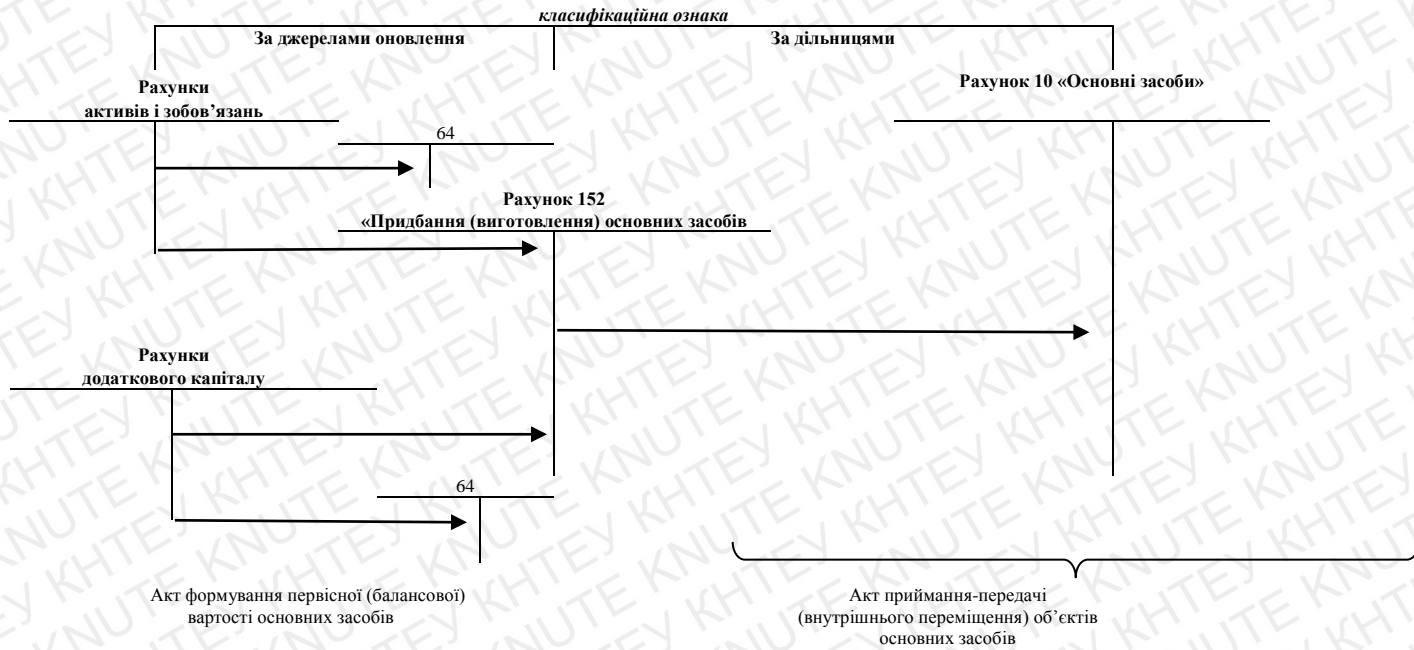 класифікаційна ознака
За джерелами оновлення
За дільницями
Рахунки
активів і зобов’язань
Рахунок 10 «Основні засоби»
64
Рахунок 152
«Придбання (виготовлення) основних засобів
Рахунки
додаткового капіталу
64
Акт формування первісної (балансової)
вартості основних засобів
Акт приймання-передачі
(внутрішнього переміщення) об’єктів
основних засобів
KNUTE КНТЕУ